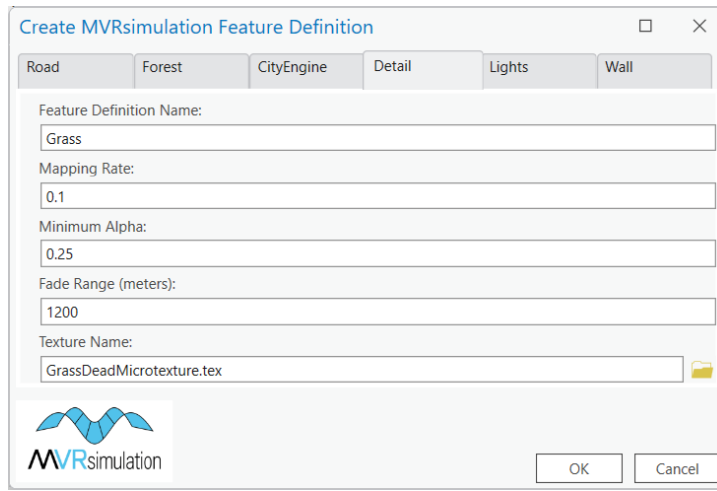 Create MVRsimulation Feature Definition
Road Forest CityEngine Detail Lights Wall
Feature Definition Name:
Grass
Mapping Rate:
0.1
Minimum Alpha:
0.25
Fade Range (meters):
1200
Texture Name:
GrassDeadMicrotexture.tex
MVRsimulation
OK Cancel